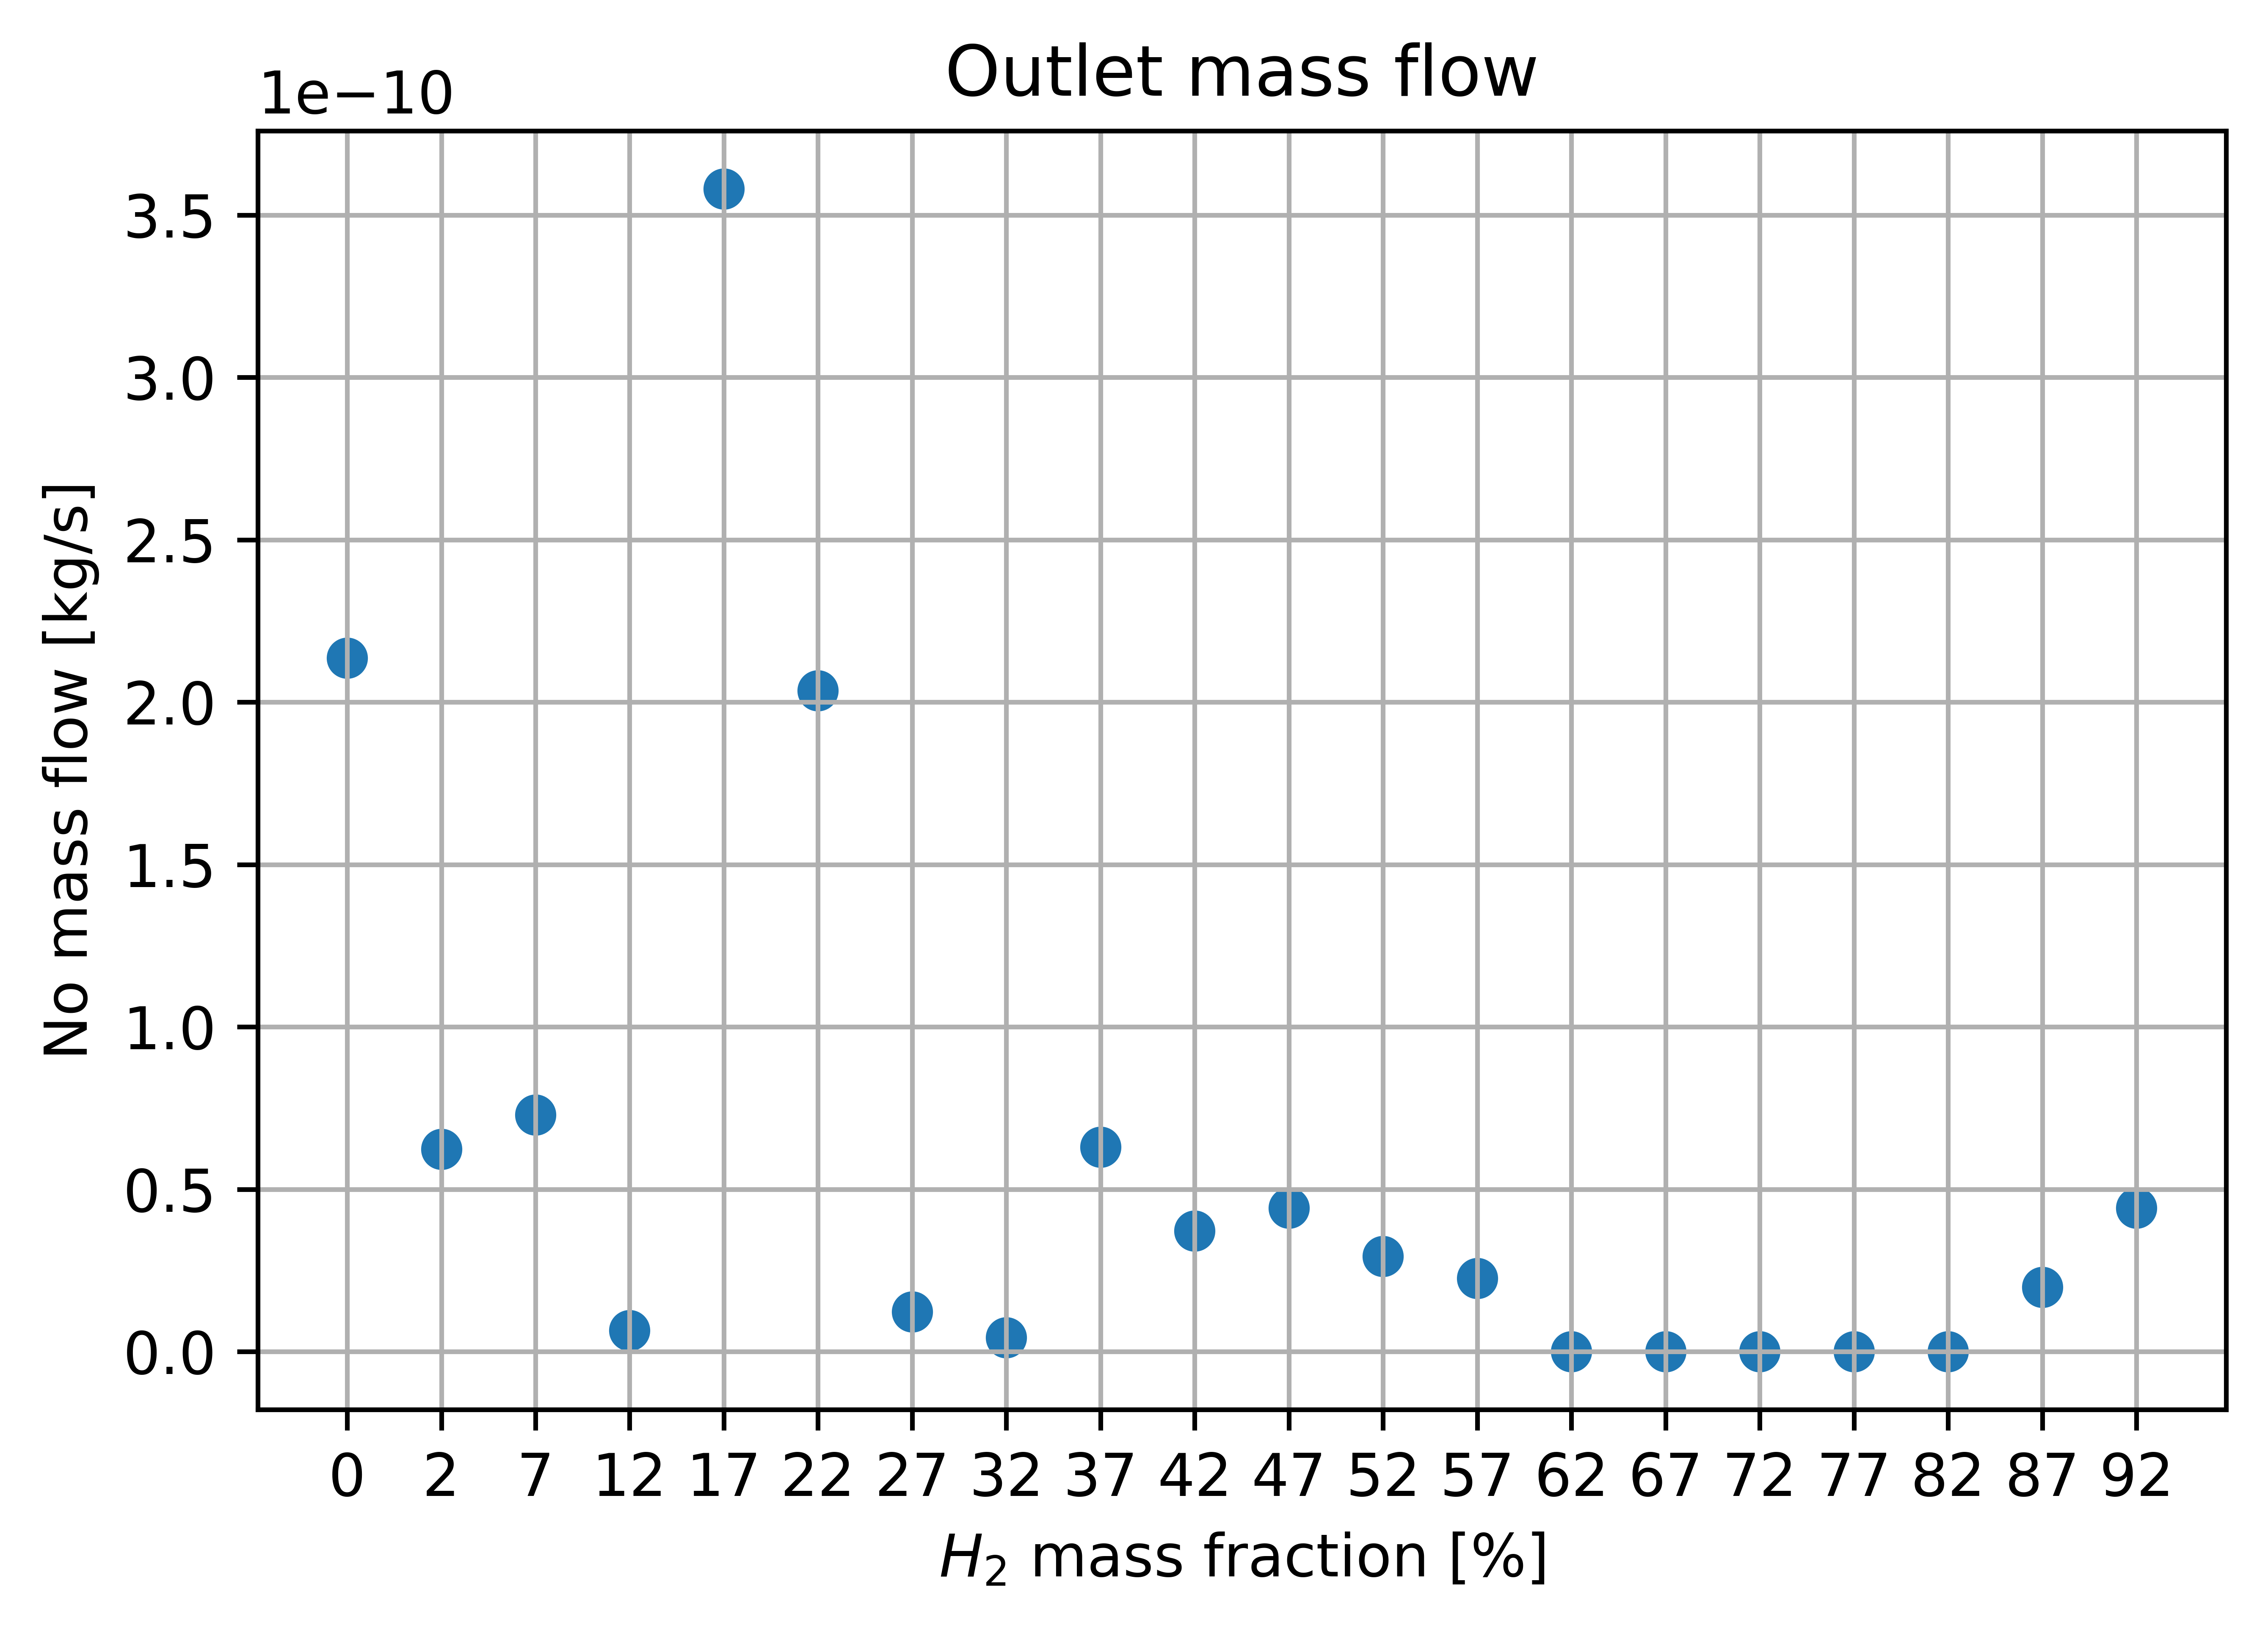 Outlet mass flow
1e−10
3.5
3.0
2.5
2.0
1.5
1.0
0.5
0.0
No mass flow [kg/s]
0 2 7 12 17 22 27 32 37 42 47 52 57 62 67 72 77 82 87 92
H₂ mass fraction [%]